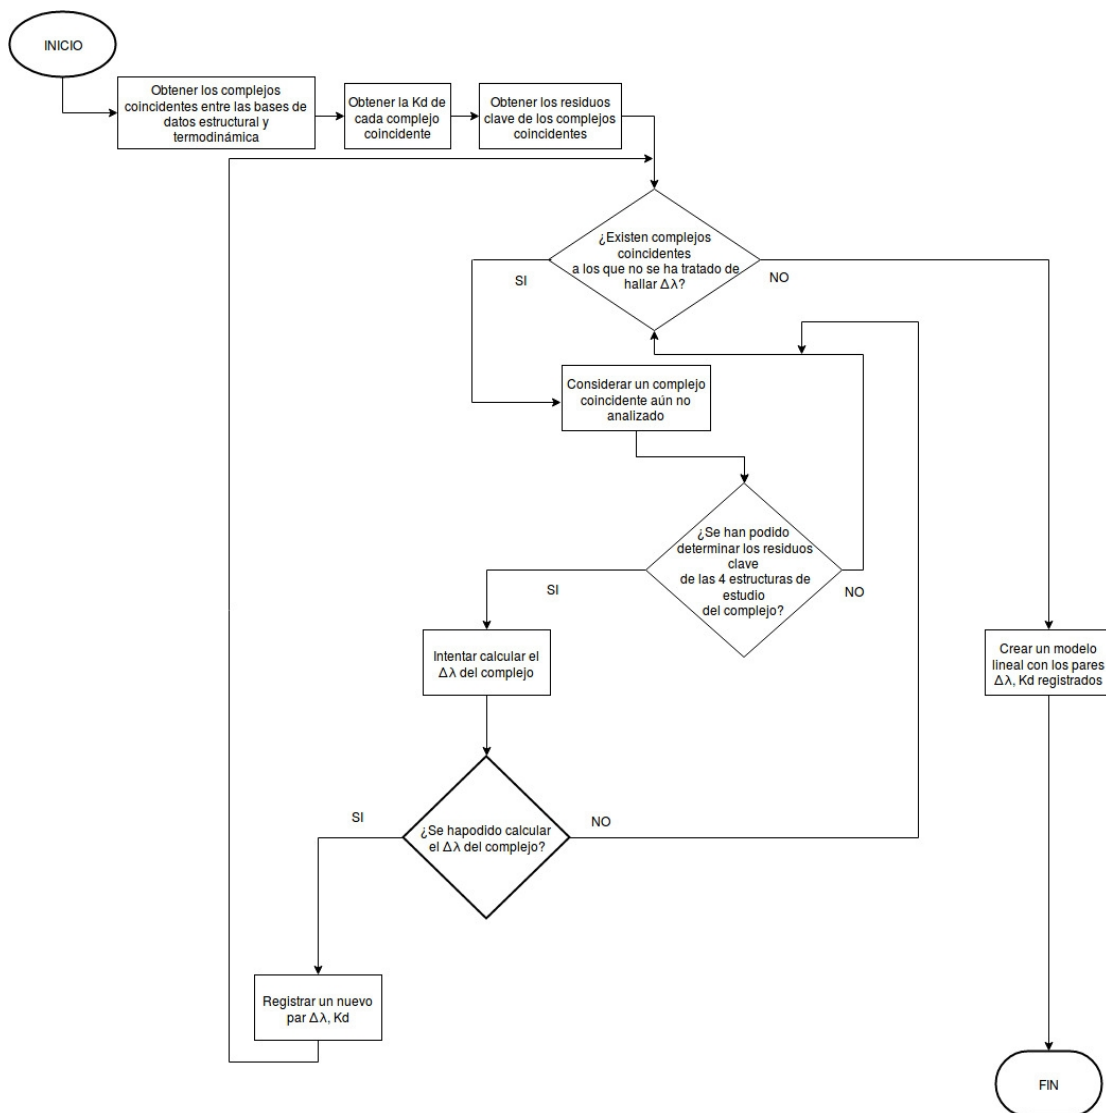 INICIO
Obtener los complejos
coincidentes entre las bases de
datos estructural y
termodinámica
Obtener la Kd de
cada complejo
coincidente
Obtener los residuos
clave de los complejos
coincidentes
¿Existen complejos
coincidentes
a los que no se ha tratado de
hallar Δλ?
SI
NO
Considerar un complejo
coincidente aún no
analizado
¿Se han podido
determinar los residuos
clave
de las 4 estructuras de
estudio
del complejo?
SI
NO
Intentar calcular el
Δλ del complejo
Crear un modelo
lineal con los pares
Δλ, Kd registrados
¿Se hapodido calcular
el Δλ del complejo?
SI
NO
Registrar un nuevo
par Δλ, Kd
FIN